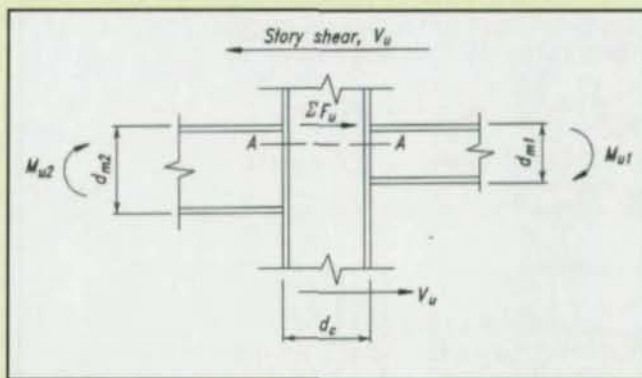 Story shear, Vu
ΣFu
A
A
Mu2
dm2
dm1
Mu1
Vu
dc